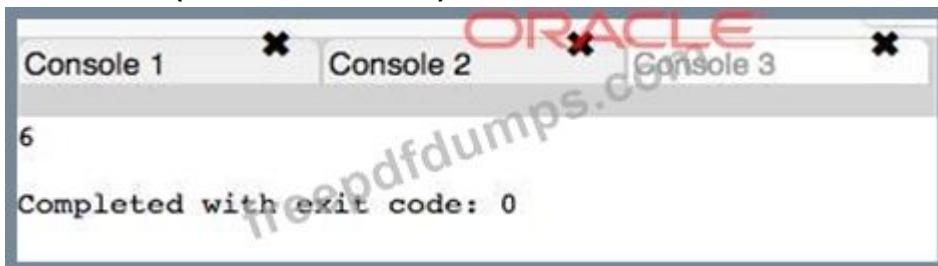 ORACLE
Console 1 Console 2 Console 3
6
freepdfdumps.com
Completed with exit code: 0